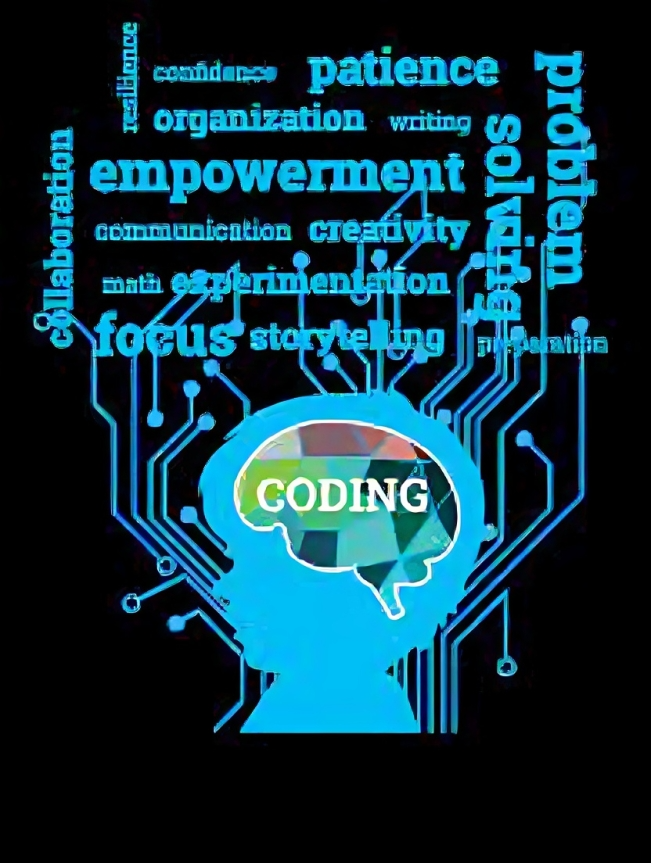 resilience
confidence
patience
problem
solving
organization
writing
collaboration
empowerment
communication
creativity
math
experimentation
focus
storytelling
preparation
CODING